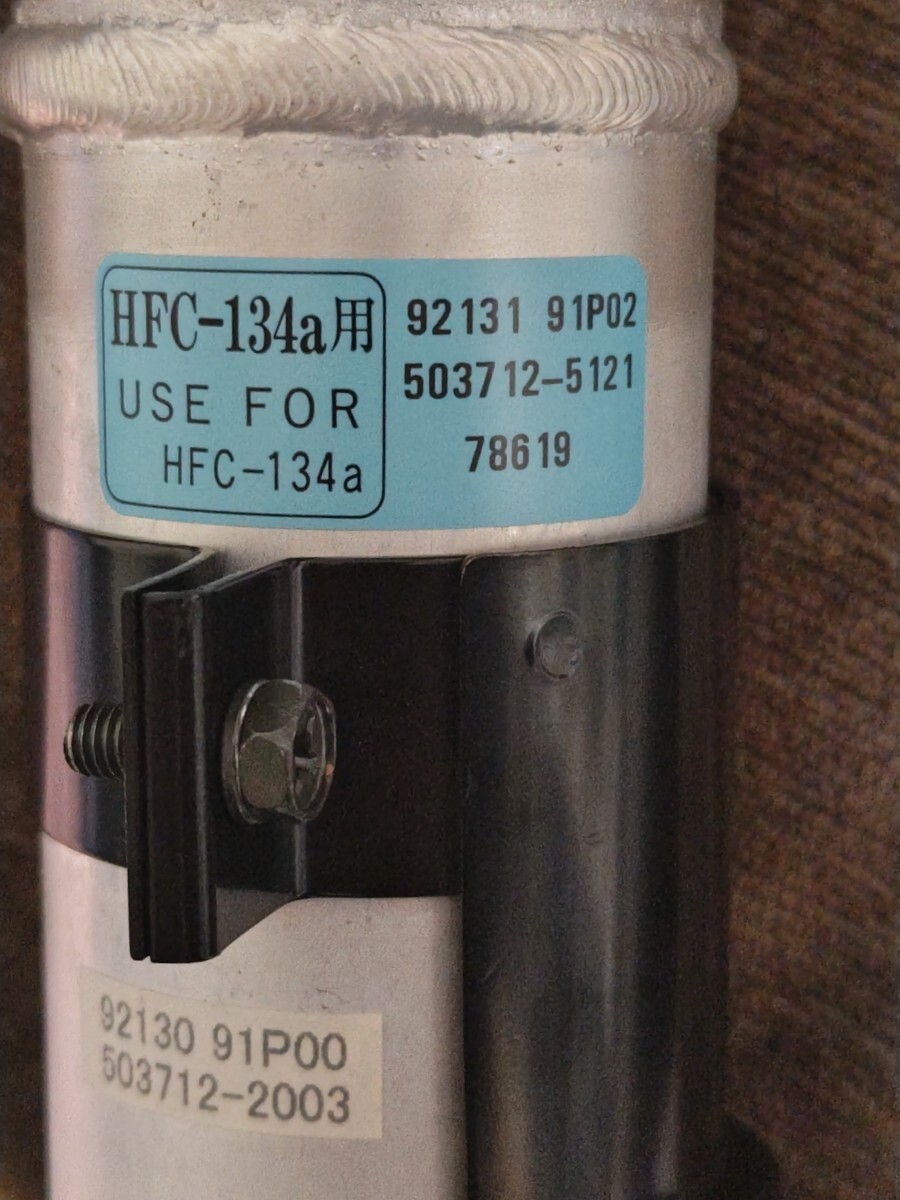 HFC-134a用
USE FOR
HFC-134a
92131 91P02
503712-5121
78619
92130 91P00
503712-2003